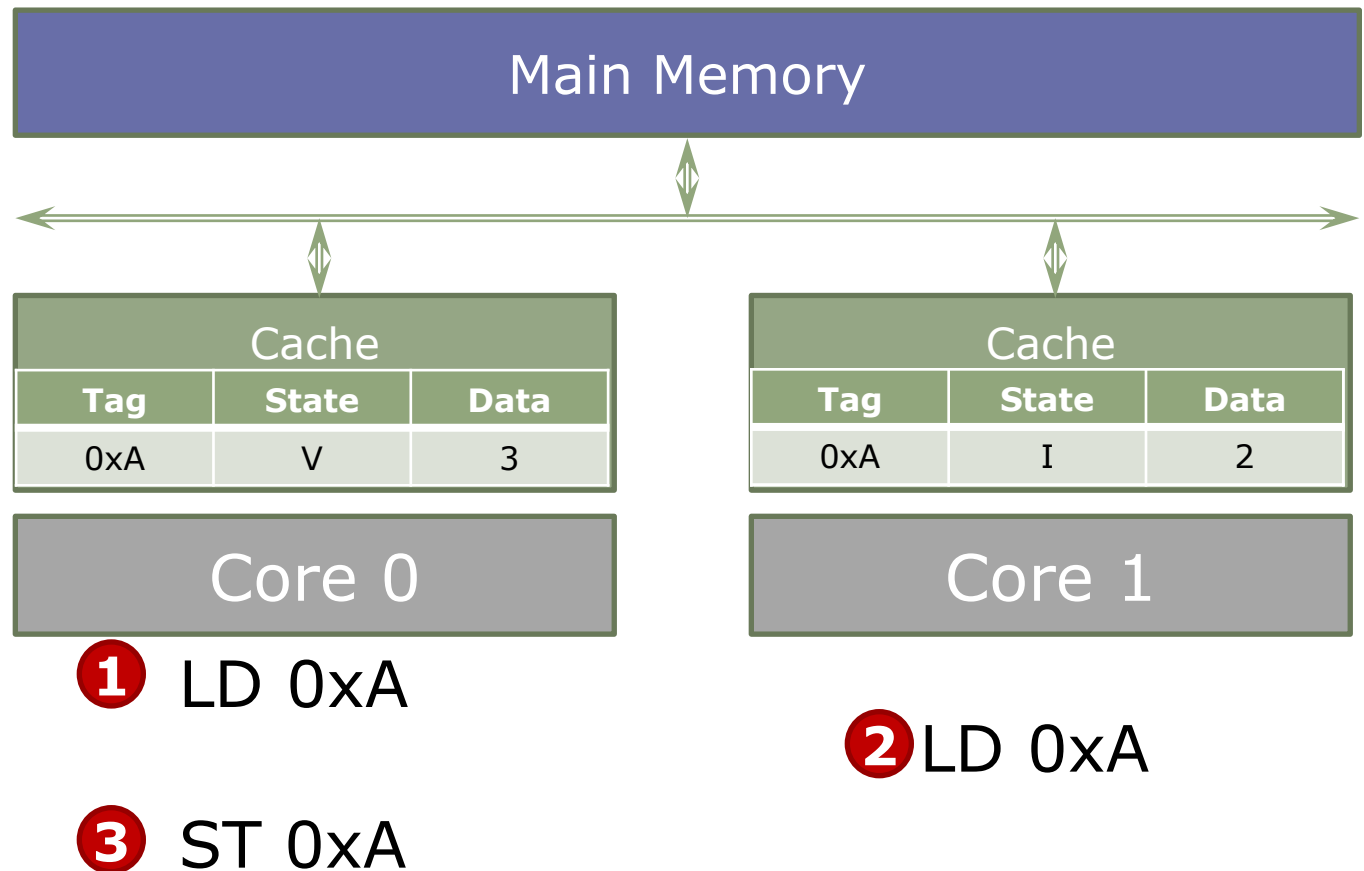 Main Memory
Cache
Tag State Data
0xA V 3
Cache
Tag State Data
0xA I 2
Core 0
Core 1
1 LD 0xA
2 LD 0xA
3 ST 0xA